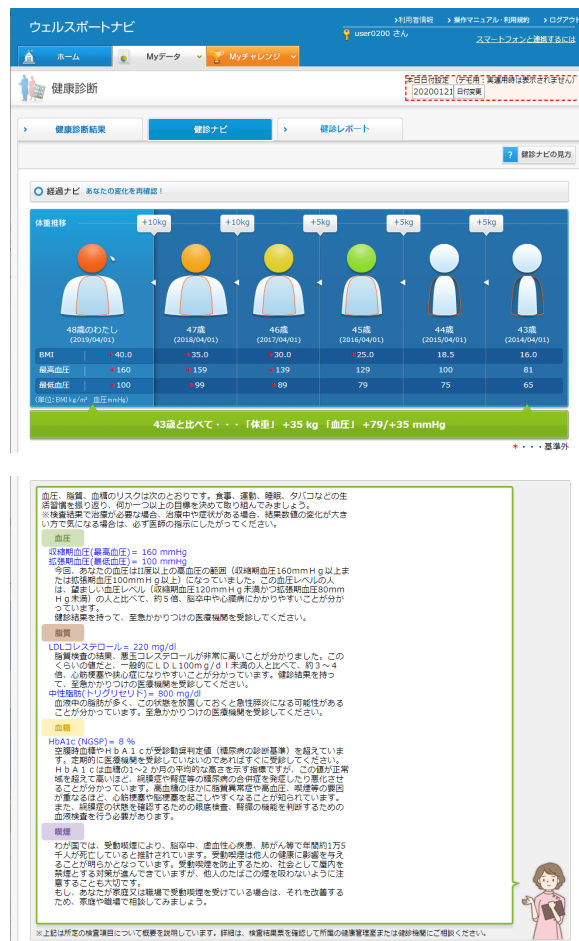 ウェルスポートナビ
>利用者情報 >操作マニュアル・利用規約 >ログアウト
user0200 さん
スマートフォンと連携するには
ホーム Myデータ Myチャレンジ
健康診断
本日日付設定 (デモ用:実運用時は表示されません)
20200121 日付変更
健康診断結果 健診ナビ 健診レポート
? 健診ナビの見方
経過ナビ あなたの変化を再確認!
体重推移 +10kg +10kg +5kg +5kg +5kg
48歳のわたし 47歳 46歳 45歳 44歳 43歳
(2019/04/01) (2018/04/01) (2017/04/01) (2016/04/01) (2015/04/01) (2014/04/01)
BMI *40.0 *35.0 *30.0 *25.0 18.5 16.0
最高血圧 *160 *159 *139 129 100 81
最低血圧 *100 *99 *89 79 75 65
(単位:BMIkg/m² 血圧mmHg)
43歳と比べて・・・「体重」 +35 kg 「血圧」 +79/+35 mmHg
*・・・基準外
血圧、脂質、血糖のリスクは次のとおりです。食事、運動、睡眠、タバコなどの生
活習慣を振り返り、何か一つ以上の目標を決めて取り組んでみましょう。
※検査結果で治療が必要な場合、治療中や症状がある場合、結果数値の変化が大き
い方で気になる場合は、必ず医師の指示にしたがってください。
血圧
収縮期血圧(最高血圧)= 160 mmHg
拡張期血圧(最低血圧)= 100 mmHg
今回、あなたの血圧はII度以上の高血圧の範囲(収縮期血圧160mmHg以上ま
たは拡張期血圧100mmHg以上)になっていました。この血圧レベルの人
は、望ましい血圧レベル(収縮期血圧120mmHg未満かつ拡張期血圧80mm
Hg未満)の人と比べて、約5倍、脳卒中や心臓病にかかりやすいことが分か
っています。
健診結果を持って、至急かかりつけの医療機関を受診してください。
脂質
LDLコレステロール= 220 mg/dl
脂質検査の結果、悪玉コレステロールが非常に高いことが分かりました。この
くらいの値だと、一般的にLDL100mg/dl未満の人と比べて、約3~4
倍、心筋梗塞や狭心症になりやすいことが分かっています。健診結果を持っ
て、至急かかりつけの医療機関を受診してください。
中性脂肪(トリグリセリド)= 800 mg/dl
血液中の脂肪が多く、この状態を放置しておくと急性膵炎になる可能性がある
ことが分かっています。至急かかりつけの医療機関を受診してください。
血糖
HbA1c (NGSP)= 8 %
空腹時血糖やHbA1cが受診勧奨判定値(糖尿病の診断基準)を超えていま
す。定期的に医療機関を受診していないのであればすぐに受診してください。
HbA1cは血糖の1~2か月の平均的な高さを示す指標ですが、この値が正常
域を超えて高いほど、網膜症や腎症等の糖尿病の合併症を発症したり悪化させ
ることが分かっています。高血糖のほかに脂質異常症や高血圧、喫煙等の要因
が重なるほど、心筋梗塞や脳梗塞を起こしやすくなることが知られています。
また、網膜症の状態を確認するための眼底検査、腎臓の機能を判断するための
血液検査を行う必要があります。
喫煙
わが国では、受動喫煙により、脳卒中、虚血性心疾患、肺がん等で年間約1万5
千人が死亡していると推計されています。受動喫煙は他人の健康に影響を与え
ることが明らかとなっています。受動喫煙を防止するため、社会として屋内を
禁煙とする対策が進んできていますが、他人のたばこの煙を吸わないように注
意することも大切です。
もし、あなたが家庭又は職場で受動喫煙を受けている場合は、それを改善する
ため、家庭や職場で相談してみましょう。
※上記は所定の検査項目について概要を説明しています。詳細は、検査結果票を確認して所属の健康管理室または健診機関にご相談ください。